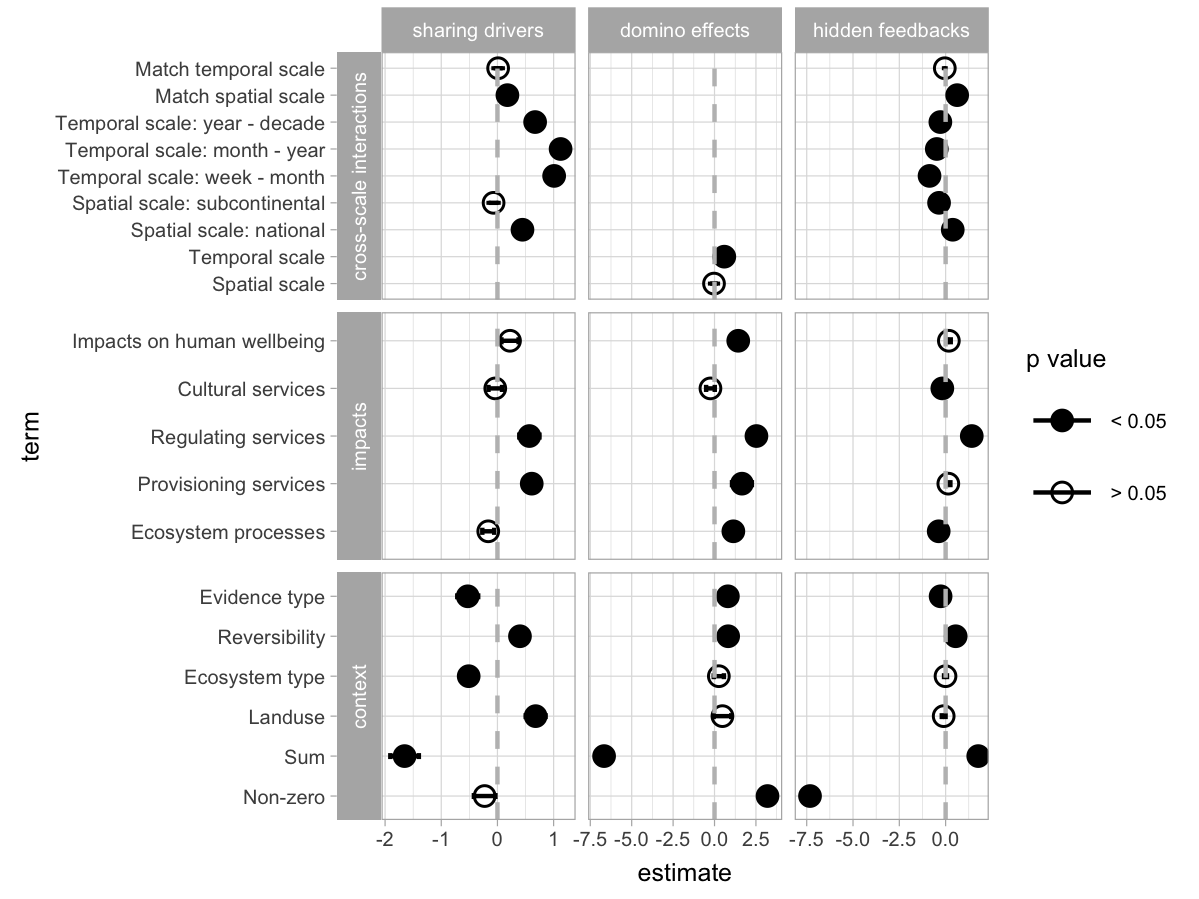 sharing drivers domino effects hidden feedbacks
cross-scale interactions
Match temporal scale
Match spatial scale
Temporal scale: year - decade
Temporal scale: month - year
Temporal scale: week - month
Spatial scale: subcontinental
Spatial scale: national
Temporal scale
Spatial scale
impacts
Impacts on human wellbeing
Cultural services
Regulating services
Provisioning services
Ecosystem processes
context
Evidence type
Reversibility
Ecosystem type
Landuse
Sum
Non-zero
term
-2 -1 0 1 -7.5 -5.0 -2.5 0.0 2.5 -7.5 -5.0 -2.5 0.0
estimate
p value
< 0.05
> 0.05